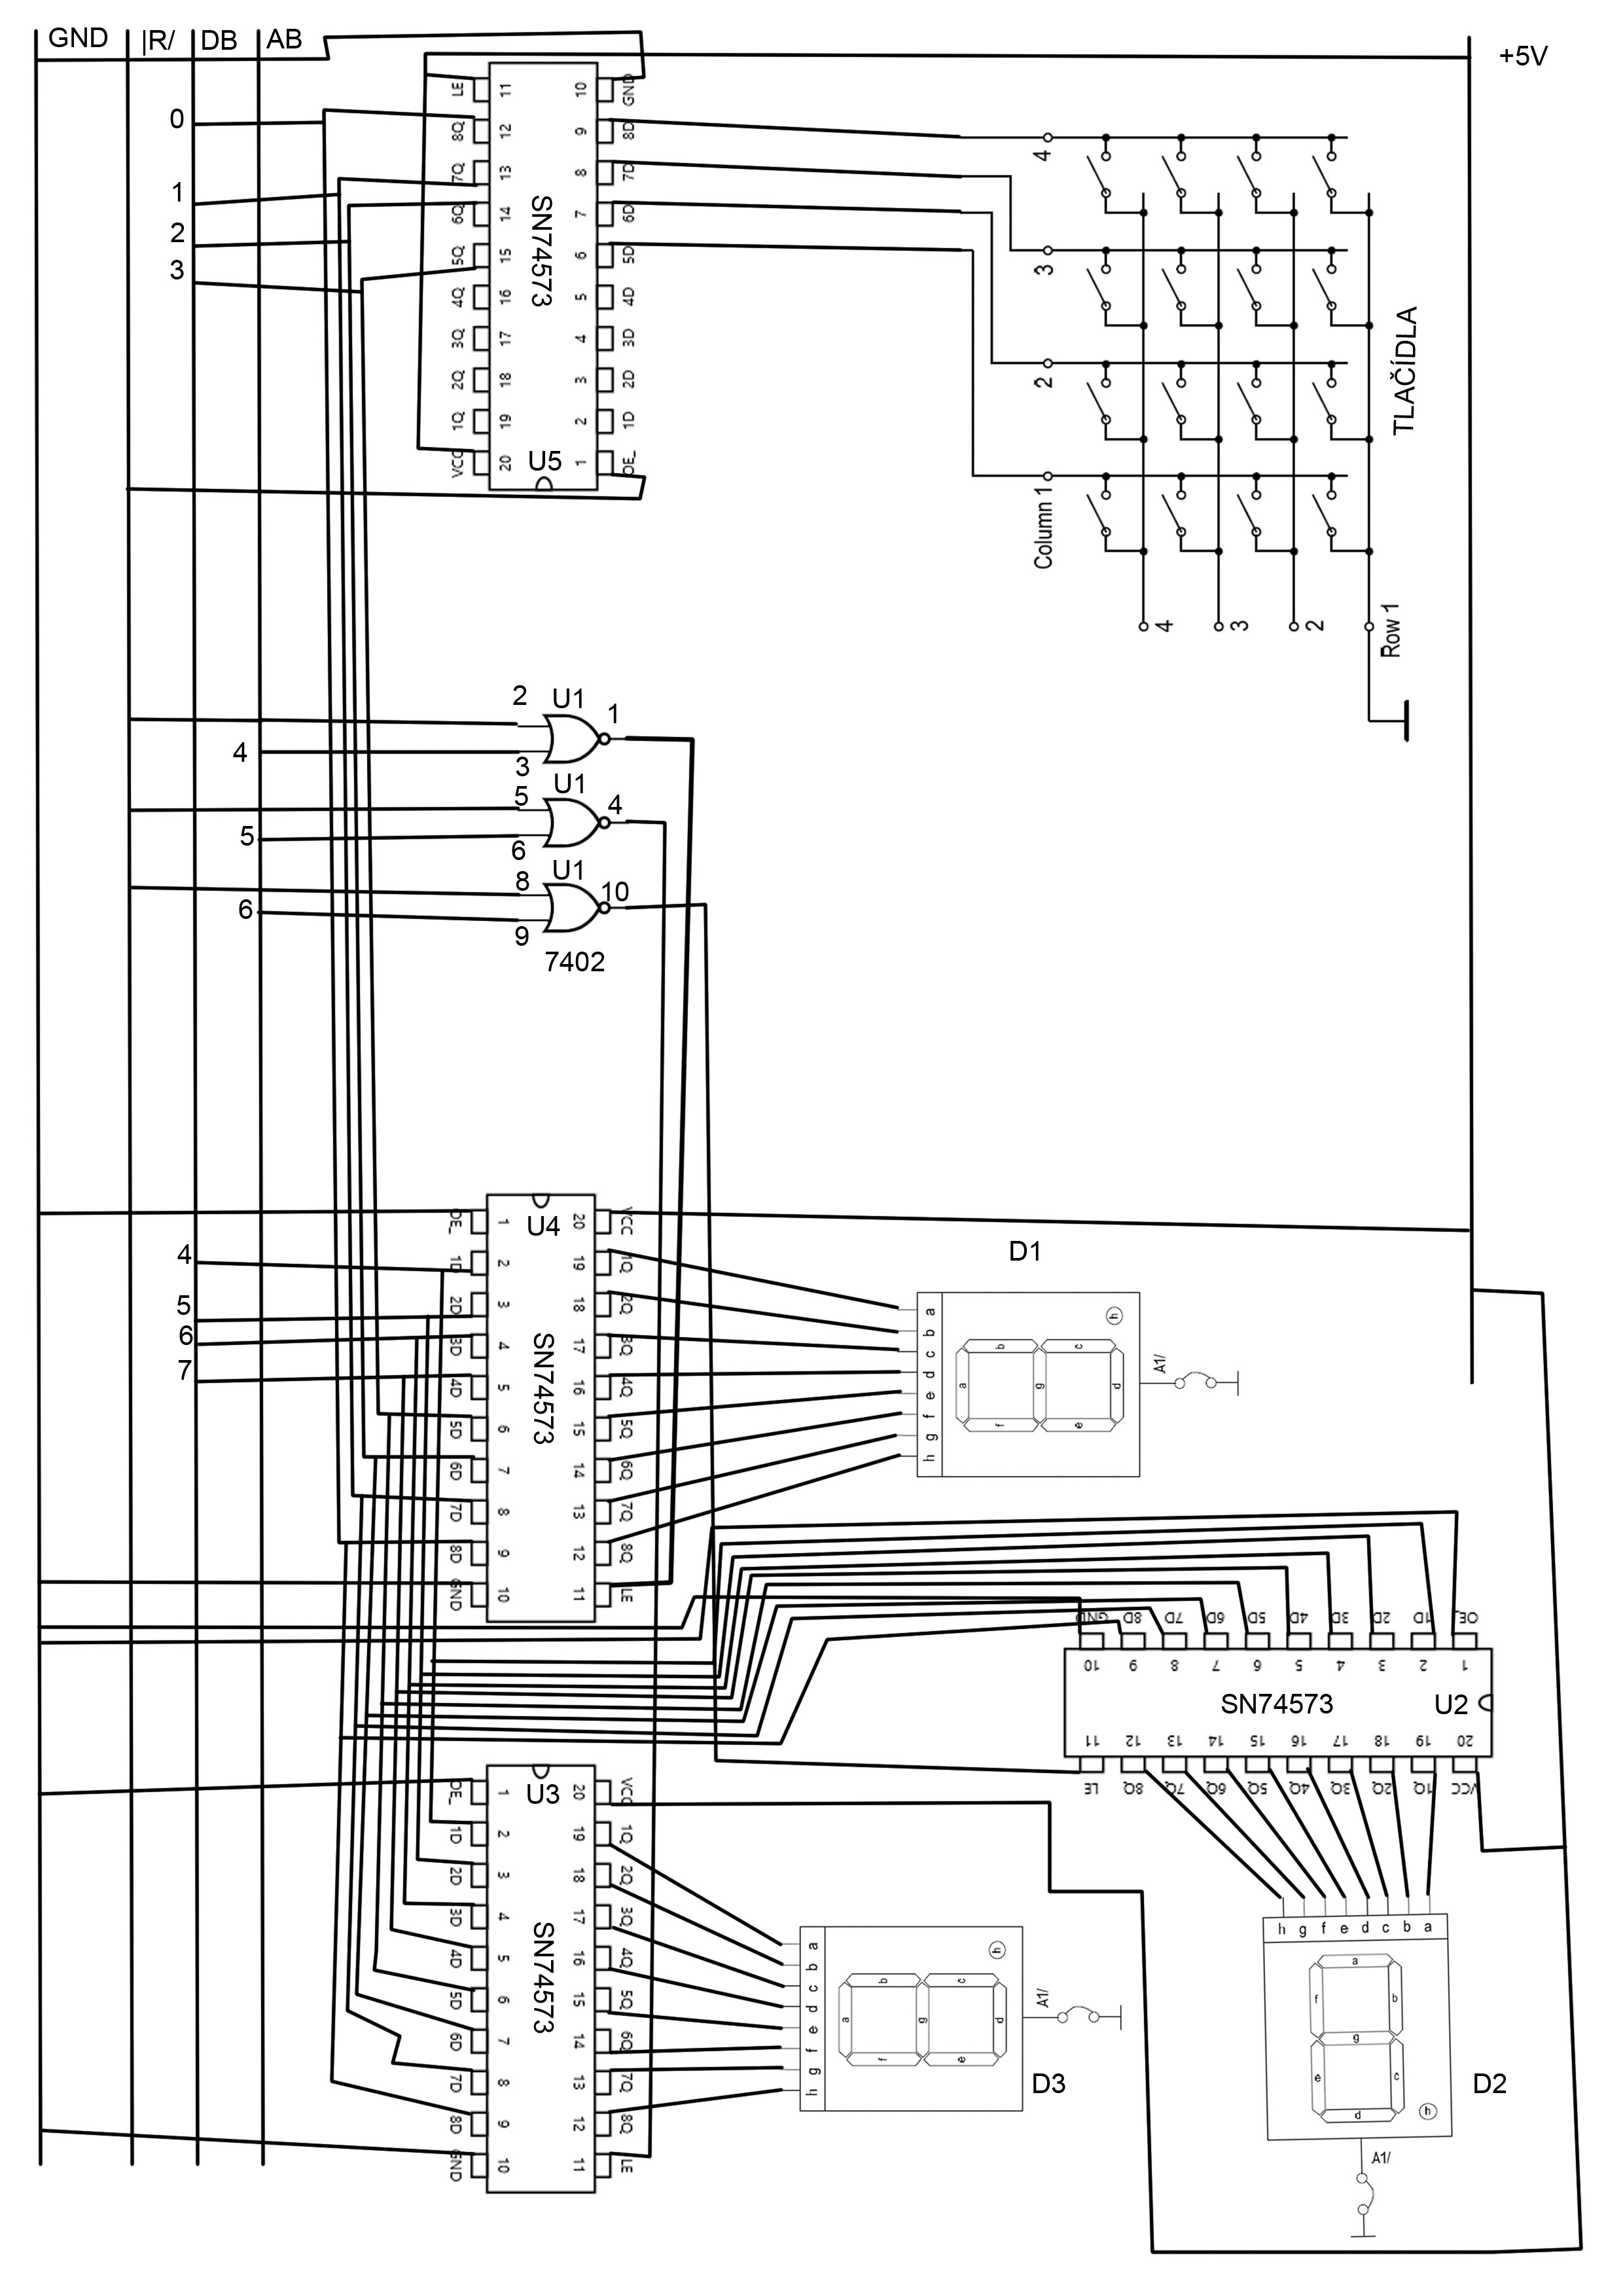 GND |R/ DB AB
+5V
0
1
2
3
LE 11 10 GND
8Q 12 9 8D
7Q 13 8 7D
6Q 14 7 6D
5Q 15 6 5D
4Q 16 5 4D
3Q 17 4 3D
2Q 18 3 2D
1Q 19 2 1D
VCC 20 1 OE_
SN74573
U5
4
3
2
Column 1
4 3 2 Row 1
TLAČÍDLA
2 U1 1
4 3
U1
5 4
5 6
U1
8 10
6 9
7402
OE_ 1 U4 20 VCC
4 1D 2 19 1Q
5 2D 3 18 2Q
6 3D 4 17 3Q
7 4D 5 16 4Q
5D 6 15 5Q
6D 7 14 6Q
7D 8 13 7Q
8D 9 12 8Q
GND 10 11 LE
SN74573
D1
a b c d e f g h
a b c d e f g h
A1/
GND 8D 7D 6D 5D 4D 3D 2D 1D OE_
10 9 8 7 6 5 4 3 2 1
SN74573 U2
11 12 13 14 15 16 17 18 19 20
LE 8Q 7Q 6Q 5Q 4Q 3Q 2Q 1Q VCC
OE_ 1 U3 20 VCC
1D 2 19 1Q
2D 3 18 2Q
3D 4 17 3Q
4D 5 16 4Q
5D 6 15 5Q
6D 7 14 6Q
7D 8 13 7Q
8D 9 12 8Q
GND 10 11 LE
SN74573
a b c d e f g h
a b c d e f g h
A1/
D3
h g f e d c b a
a
f b
g
e c
d h
A1/
D2